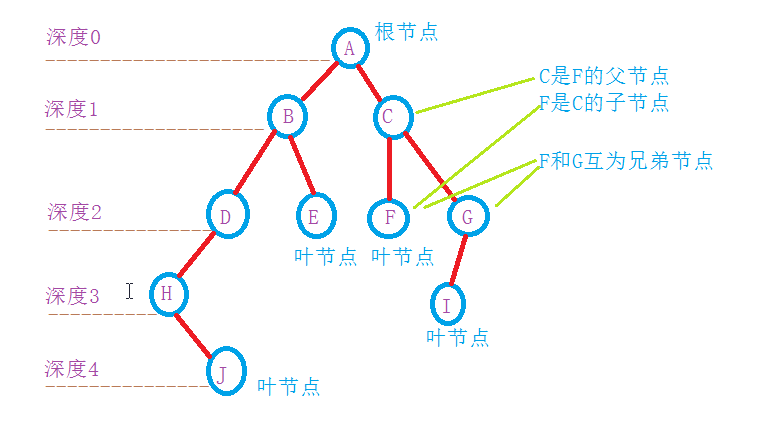 深度0
A
根节点
C是F的父节点
F是C的子节点
深度1
B
C
F和G互为兄弟节点
深度2
D
E
F
G
叶节点
叶节点
深度3
H
I
叶节点
深度4
J
叶节点